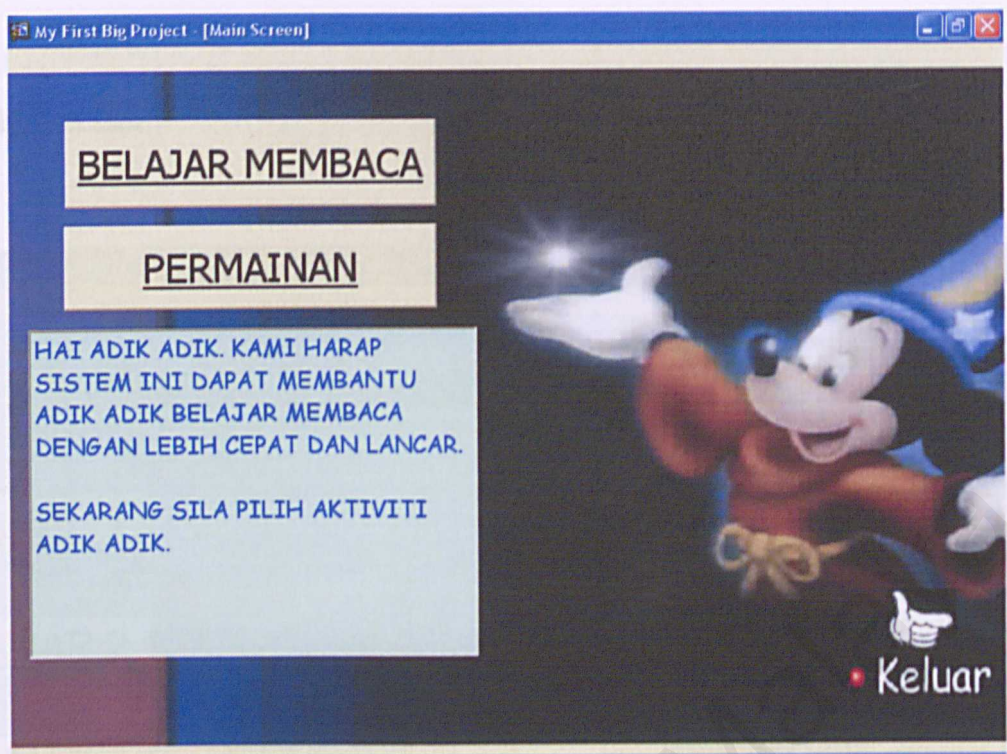 My First Big Project - [Main Screen]
BELAJAR MEMBACA
PERMAINAN
HAI ADIK ADIK. KAMI HARAP
SISTEM INI DAPAT MEMBANTU
ADIK ADIK BELAJAR MEMBACA
DENGAN LEBIH CEPAT DAN LANCAR.
SEKARANG SILA PILIH AKTIVITI
ADIK ADIK.
Keluar